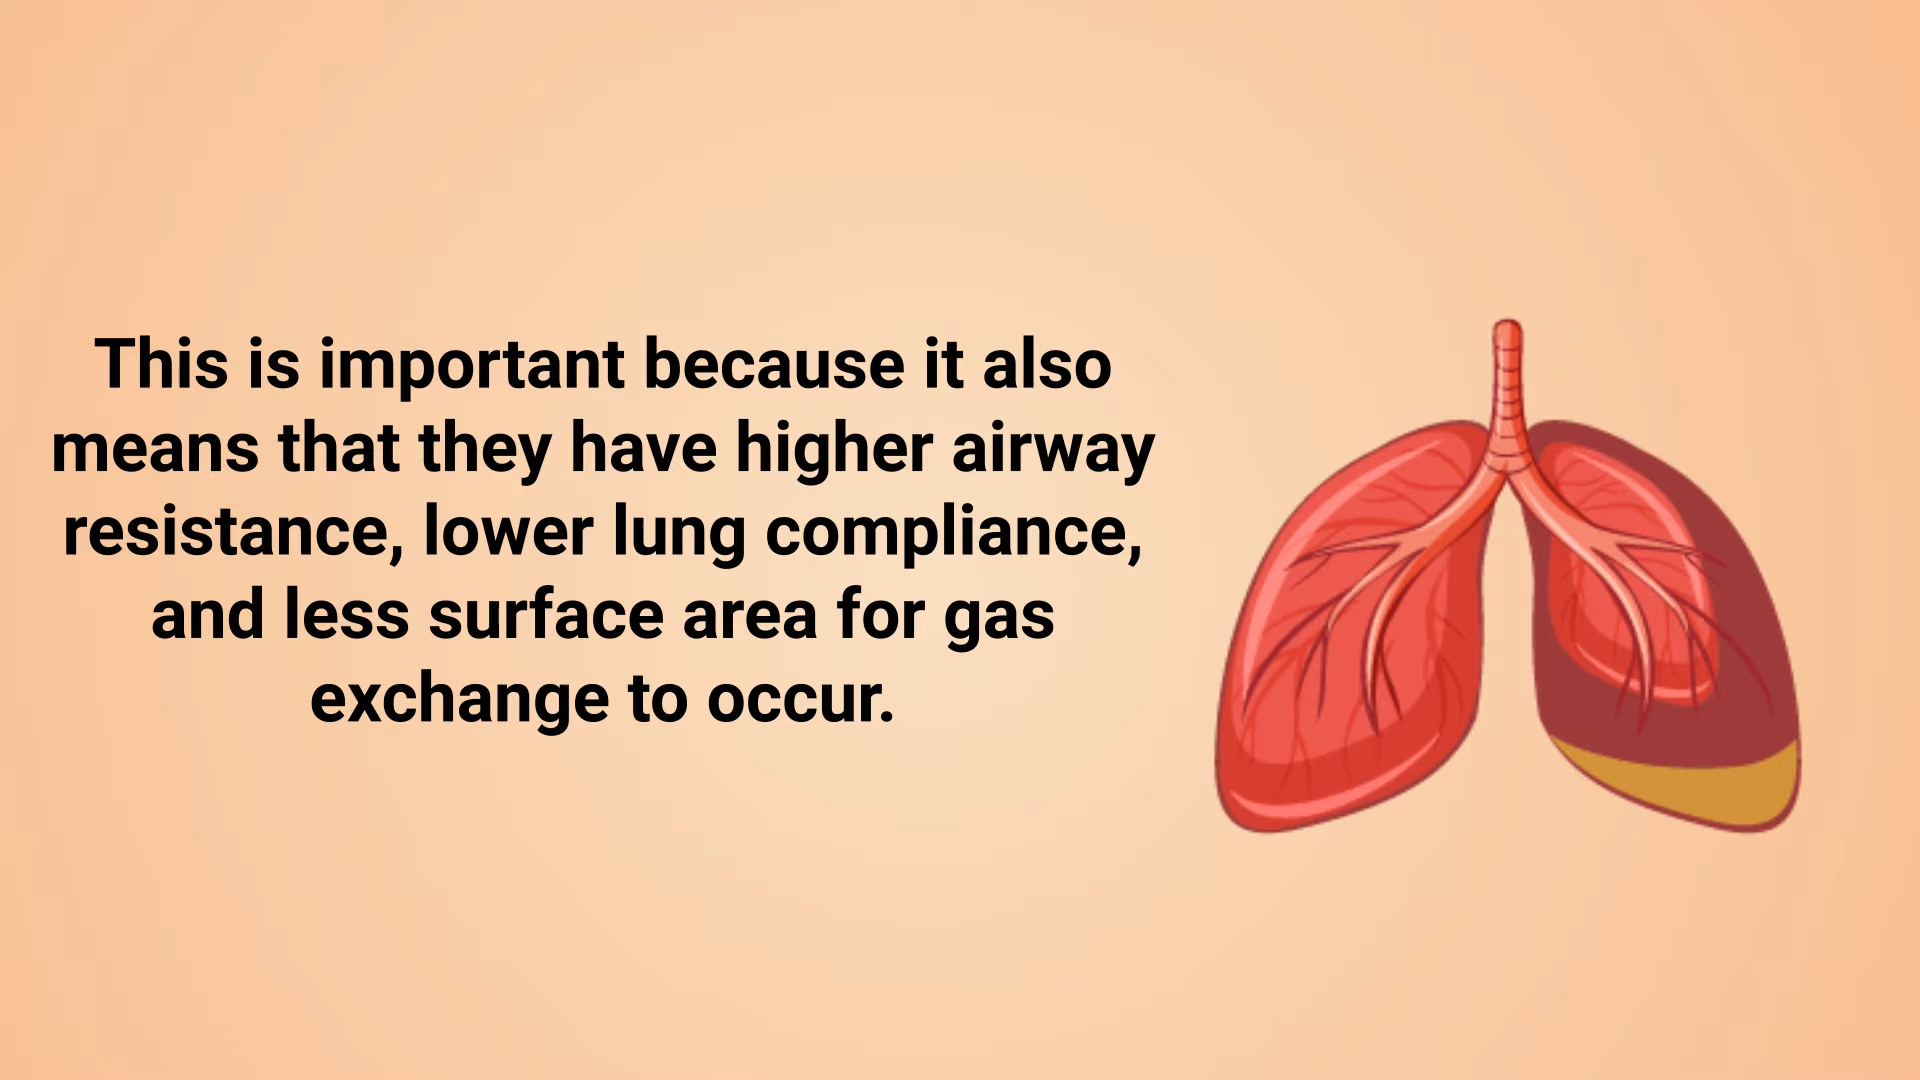 This is important because it also
means that they have higher airway
resistance, lower lung compliance,
and less surface area for gas
exchange to occur.